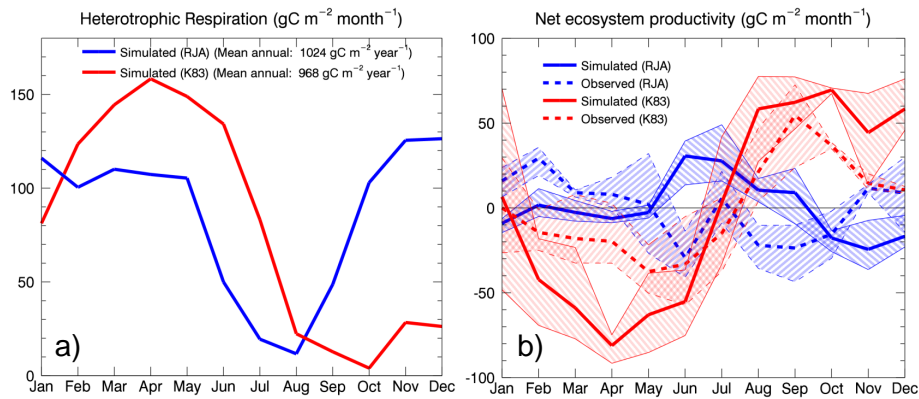 Heterotrophic Respiration (gC m⁻² month⁻¹)
Simulated (RJA) (Mean annual: 1024 gC m⁻² year⁻¹)
Simulated (K83) (Mean annual: 968 gC m⁻² year⁻¹)
150
100
50
0
a)
Jan Feb Mar Apr May Jun Jul Aug Sep Oct Nov Dec
Net ecosystem productivity (gC m⁻² month⁻¹)
Simulated (RJA)
Observed (RJA)
Simulated (K83)
Observed (K83)
100
50
0
-50
-100
b)
Jan Feb Mar Apr May Jun Jul Aug Sep Oct Nov Dec